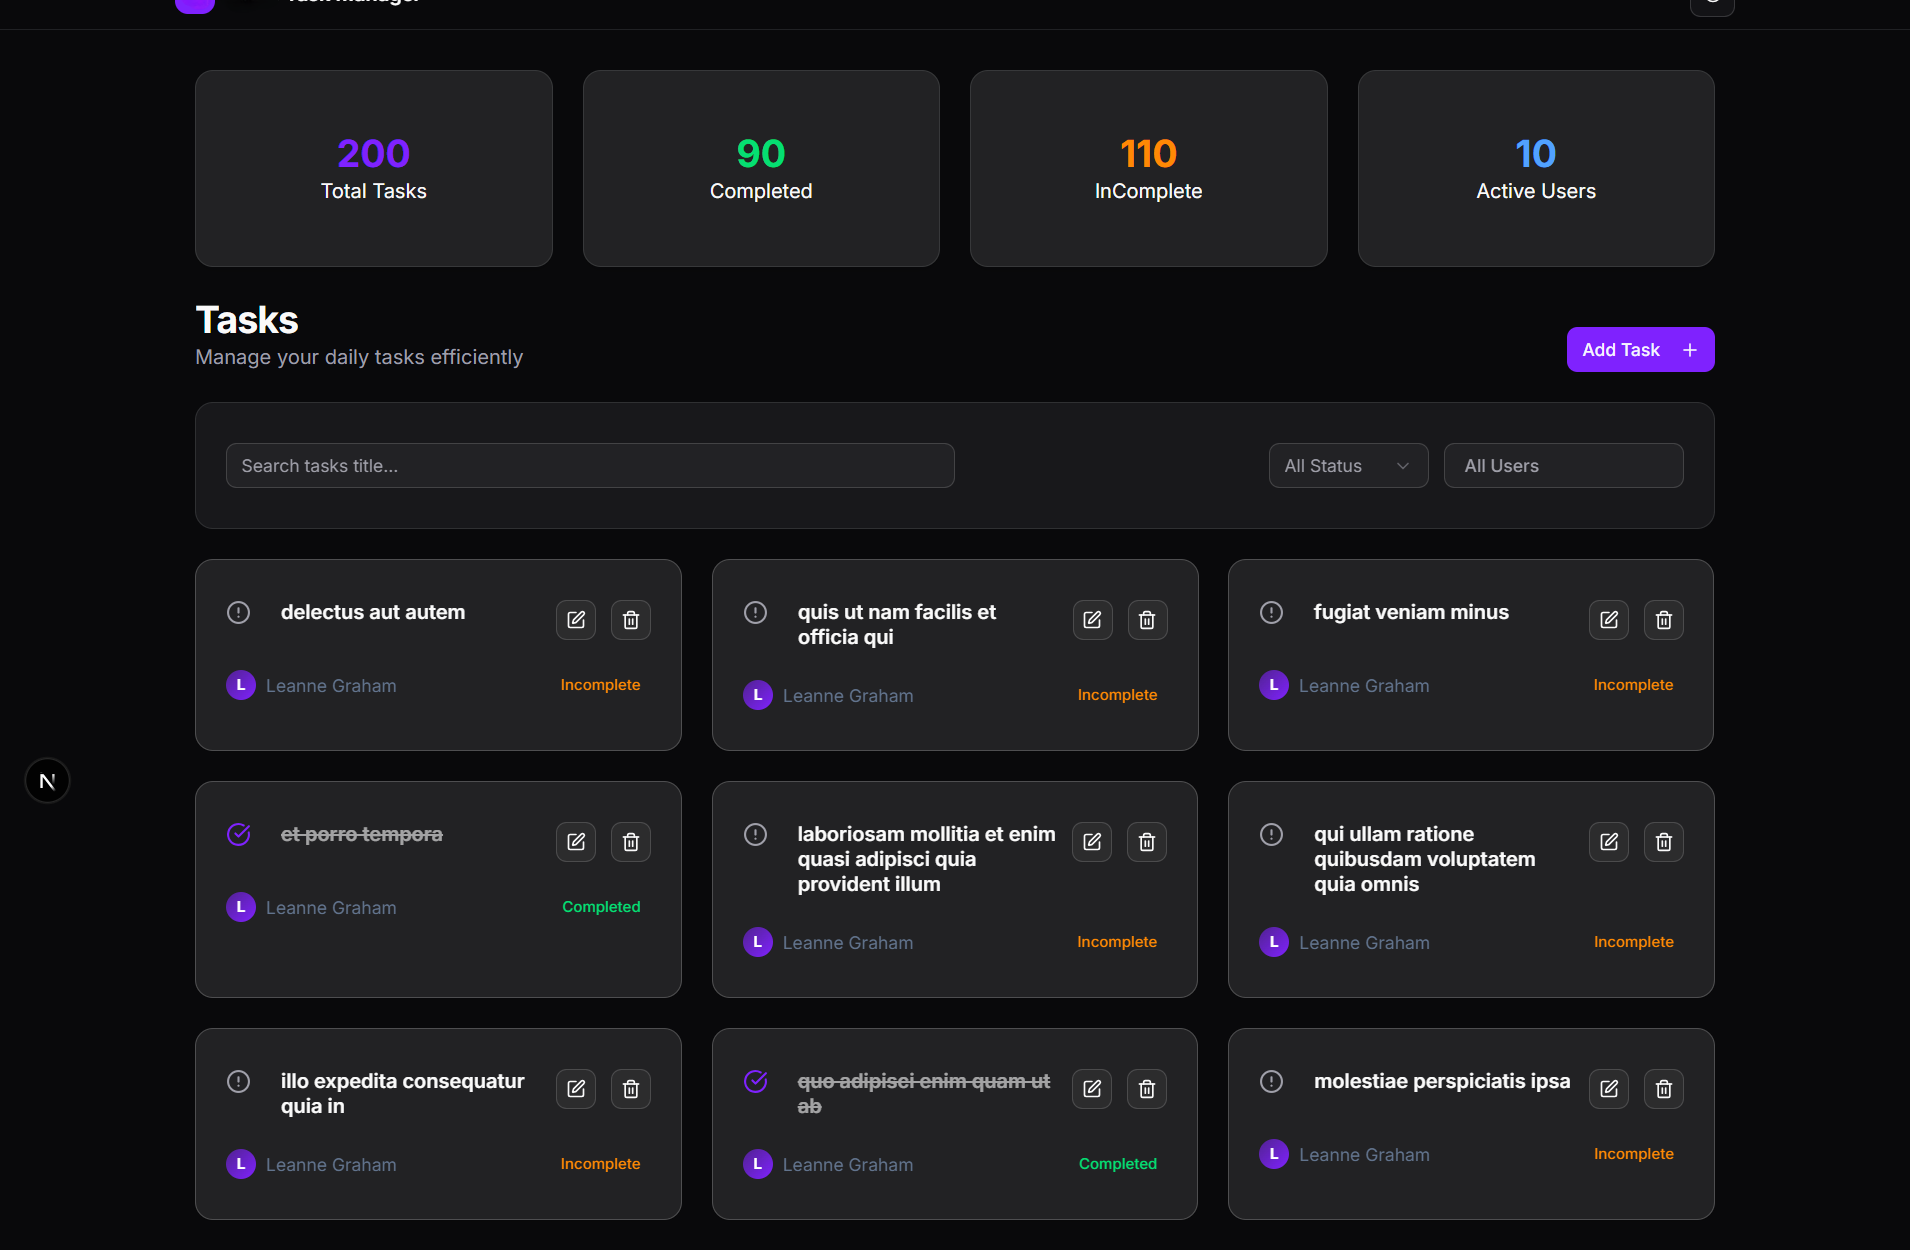 Task Manager
200
Total Tasks
90
Completed
110
InComplete
10
Active Users
Tasks
Manage your daily tasks efficiently
Add Task
Search tasks title...
All Status
All Users
delectus aut autem
L Leanne Graham
Incomplete
quis ut nam facilis et
officia qui
L Leanne Graham
Incomplete
fugiat veniam minus
L Leanne Graham
Incomplete
et porro tempora
L Leanne Graham
Completed
laboriosam mollitia et enim
quasi adipisci quia
provident illum
L Leanne Graham
Incomplete
qui ullam ratione
quibusdam voluptatem
quia omnis
L Leanne Graham
Incomplete
N
illo expedita consequatur
quia in
L Leanne Graham
Incomplete
quo adipisci enim quam ut
ab
L Leanne Graham
Completed
molestiae perspiciatis ipsa
L Leanne Graham
Incomplete